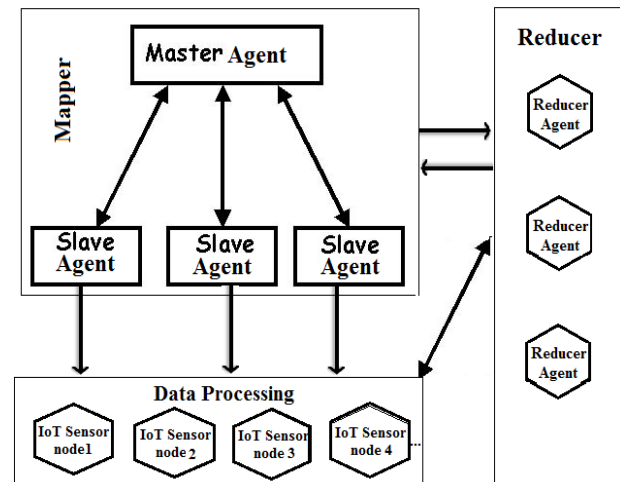 Mapper
Master Agent
Slave
Agent
Slave
Agent
Slave
Agent
Reducer
Reducer
Agent
Reducer
Agent
Reducer
Agent
Data Processing
IoT Sensor
node1
IoT Sensor
node 2
IoT Sensor
node 3
IoT Sensor
node 4
...